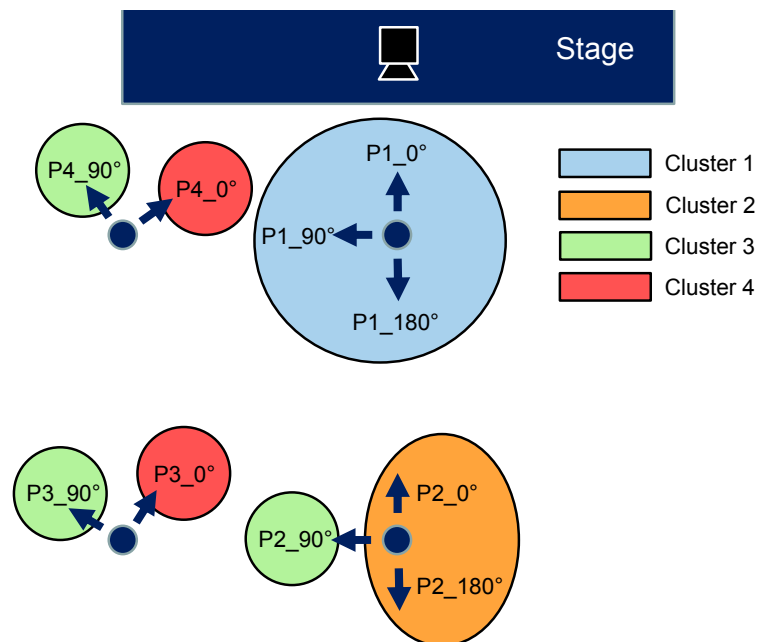 Stage
P4_90°
P4_0°
P1_0°
P1_90°
P1_180°
Cluster 1
Cluster 2
Cluster 3
Cluster 4
P3_90°
P3_0°
P2_90°
P2_0°
P2_180°